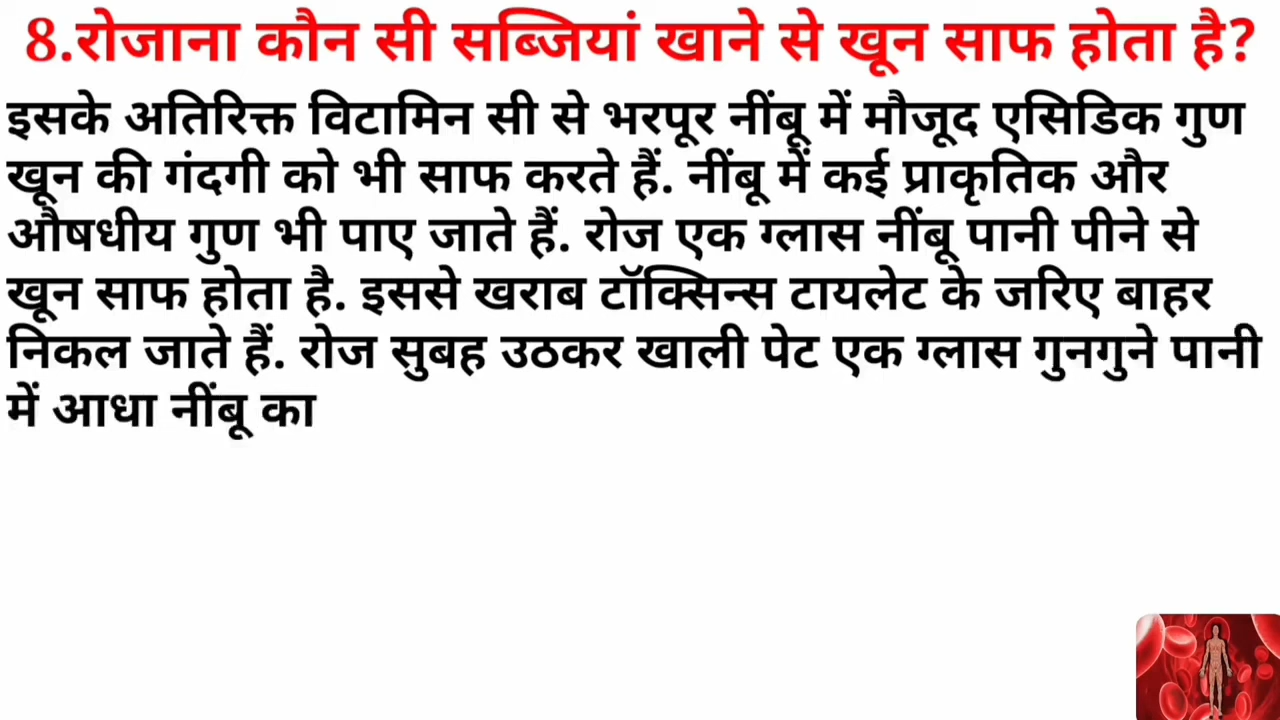 8.रोजाना कौन सी सब्जियां खाने से खून साफ होता है?
इसके अतिरिक्त विटामिन सी से भरपूर नींबू में मौजूद एसिडिक गुण
खून की गंदगी को भी साफ करते हैं. नींबू में कई प्राकृतिक और
औषधीय गुण भी पाए जाते हैं. रोज एक ग्लास नींबू पानी पीने से
खून साफ होता है. इससे खराब टॉक्सिन्स टायलेट के जरिए बाहर
निकल जाते हैं. रोज सुबह उठकर खाली पेट एक ग्लास गुनगुने पानी
में आधा नींबू का